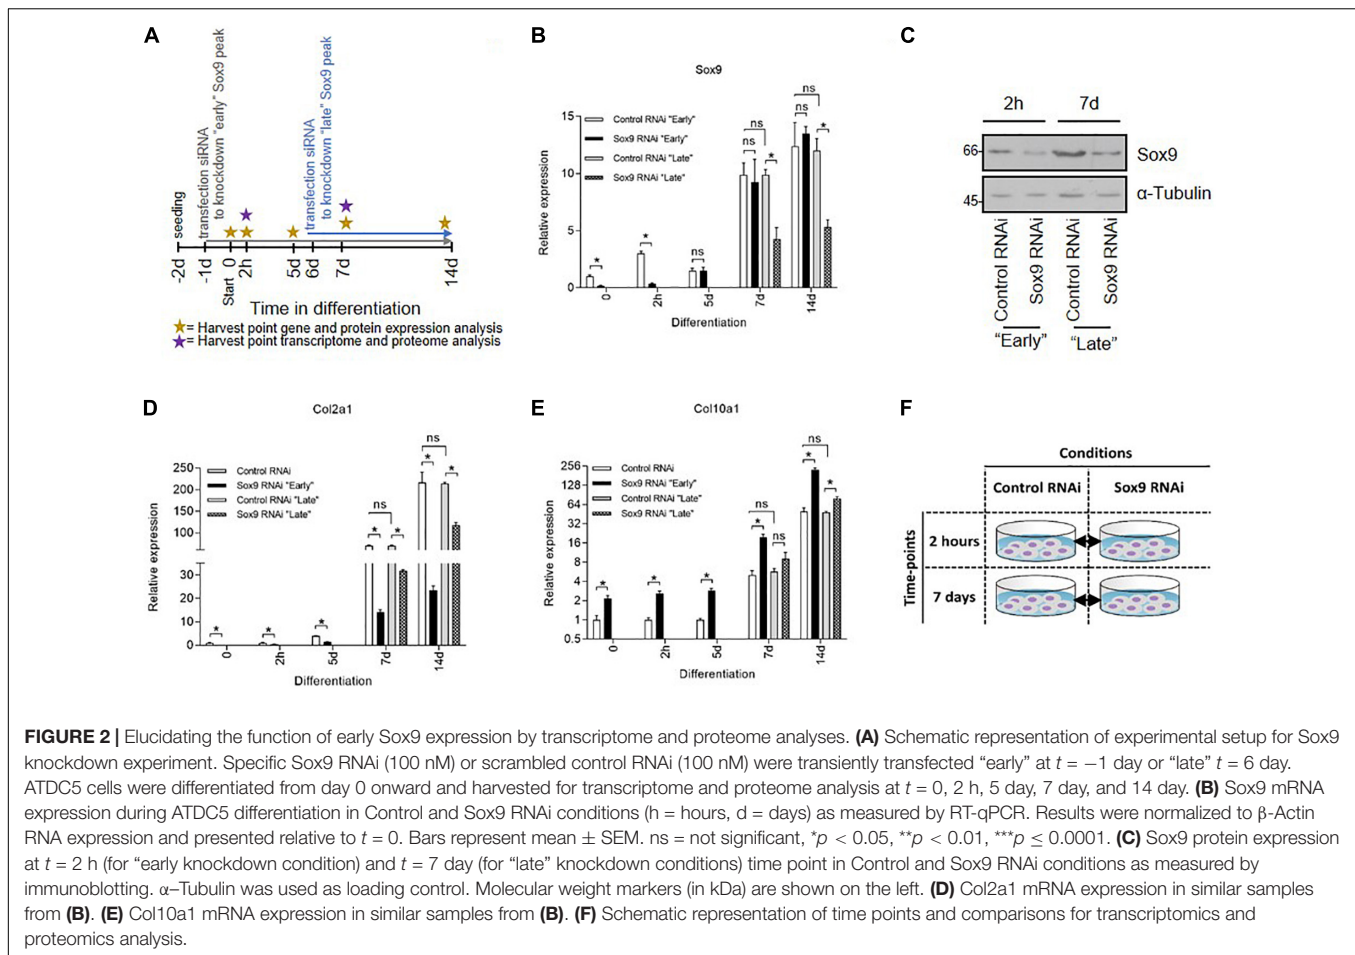 A
seeding
transfection siRNA
to knockdown "early" Sox9 peak
transfection siRNA
to knockdown "late" Sox9 peak
-2d
-1d
Start 0
2h
5d
6d
7d
14d
Time in differentiation
= Harvest point gene and protein expression analysis
= Harvest point transcriptome and proteome analysis
B
Sox9
Control RNAi "Early"
Sox9 RNAi "Early"
Control RNAi "Late"
Sox9 RNAi "Late"
Relative expression
15
10
5
0
* * ns ns ns * ns ns *
0 2h 5d 7d 14d
Differentiation
C
2h 7d
66-
45-
Sox9
α-Tubulin
Control RNAi
Sox9 RNAi
Control RNAi
Sox9 RNAi
“Early” “Late”
D
Col2a1
Control RNAi
Sox9 RNAi "Early"
Control RNAi "Late"
Sox9 RNAi "Late"
Relative expression
250
200
150
100
30
20
10
0
* * * ns * * ns * *
0 2h 5d 7d 14d
Differentiation
E
Col10a1
Control RNAi
Sox9 RNAi "Early"
Control RNAi "Late"
Sox9 RNAi "Late"
Relative expression
256
128
64
32
16
8
4
2
1
0.5
* * * ns * ns ns * *
0 2h 5d 7d 14d
Differentiation
F
Conditions
Control RNAi Sox9 RNAi
Time-points
2 hours
7 days
FIGURE 2 | Elucidating the function of early Sox9 expression by transcriptome and proteome analyses. (A) Schematic representation of experimental setup for Sox9
knockdown experiment. Specific Sox9 RNAi (100 nM) or scrambled control RNAi (100 nM) were transiently transfected “early” at t = −1 day or “late” t = 6 day.
ATDC5 cells were differentiated from day 0 onward and harvested for transcriptome and proteome analysis at t = 0, 2 h, 5 day, 7 day, and 14 day. (B) Sox9 mRNA
expression during ATDC5 differentiation in Control and Sox9 RNAi conditions (h = hours, d = days) as measured by RT-qPCR. Results were normalized to β-Actin
RNA expression and presented relative to t = 0. Bars represent mean ± SEM. ns = not significant, *p < 0.05, **p < 0.01, ***p ≤ 0.0001. (C) Sox9 protein expression
at t = 2 h (for “early knockdown condition) and t = 7 day (for “late” knockdown conditions) time point in Control and Sox9 RNAi conditions as measured by
immunoblotting. α–Tubulin was used as loading control. Molecular weight markers (in kDa) are shown on the left. (D) Col2a1 mRNA expression in similar samples
from (B). (E) Col10a1 mRNA expression in similar samples from (B). (F) Schematic representation of time points and comparisons for transcriptomics and
proteomics analysis.